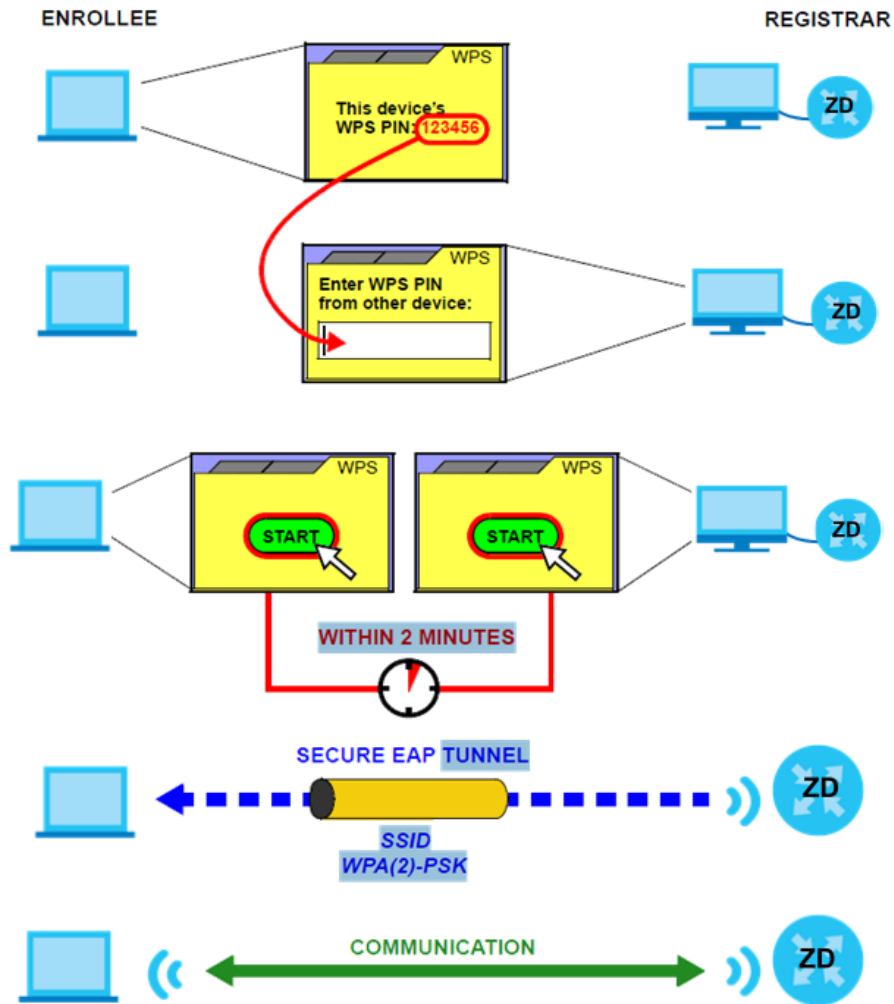 ENROLLEE
REGISTRAR
WPS
This device's
WPS PIN: 123456
ZD
WPS
Enter WPS PIN
from other device:
ZD
WPS
WPS
START
START
ZD
WITHIN 2 MINUTES
SECURE EAP TUNNEL
ZD
SSID
WPA(2)-PSK
COMMUNICATION
ZD